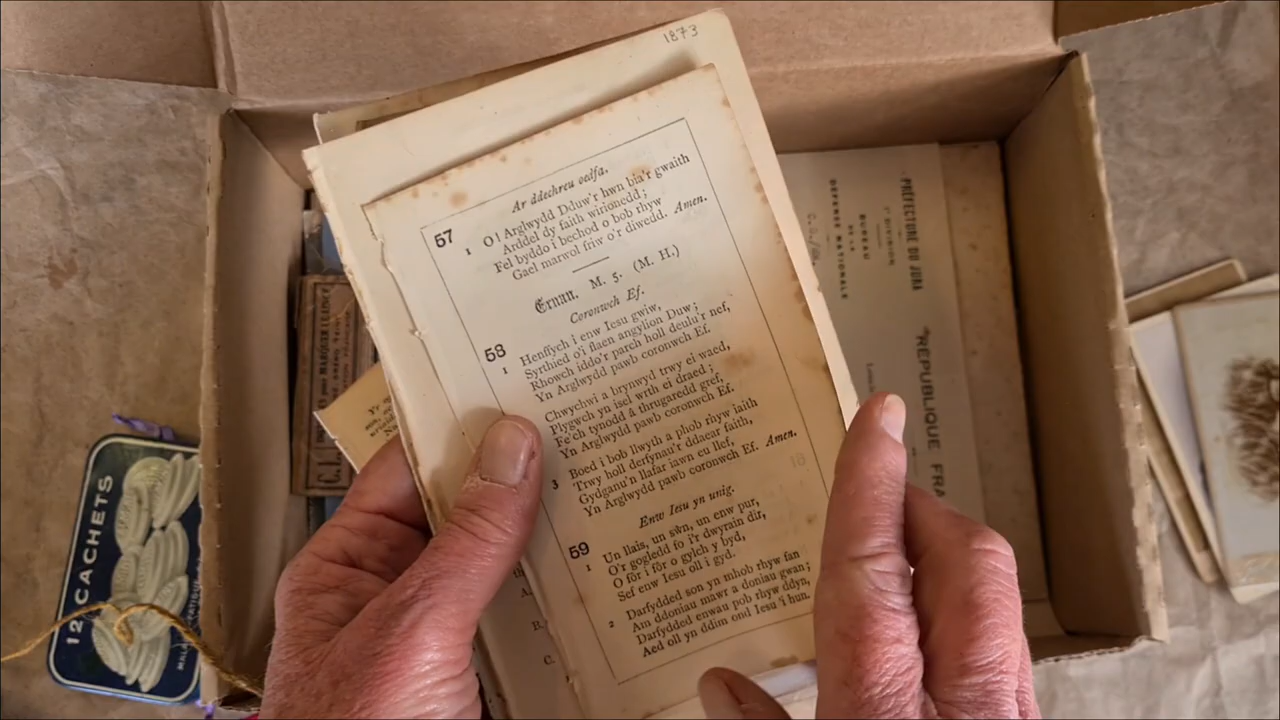 1873
Ar ddechreu oedfa.
57
1 O! Arglwydd Dduw'r hwn bia'r gwaith
Arddel dy faith wirionedd;
Fel byddo i bechod o bob rhyw
Gael marwol friw o'r diwedd. Amen.
Ernan. M. 5. (M. H.)
Coronwch Ef.
58
1 Henffych i enw Iesu gwiw,
Syrthied o'i flaen angylion Duw;
Rhowch iddo'r parch holl deulu'r nef,
Yn Arglwydd pawb coronwch Ef.
Chwychwi a brynwyd trwy ei waed,
Plygwch yn isel wrth ei draed;
Fe'ch tynodd â thrugaredd gref,
Yn Arglwydd pawb coronwch Ef.
3 Boed i bob llwyth a phob rhyw iaith
Trwy holl derfynau'r ddaear faith,
Gydganu'n llafar iawn eu llef,
Yn Arglwydd pawb coronwch Ef. Amen.
Enw Iesu yn unig.
59
1 Un llais, un sŵn, un enw pur,
O'r gogledd fo i'r dwyrain dir,
O fôr i fôr o gylch y byd,
Sef enw Iesu oll i gyd.
2 Darfydded son yn mhob rhyw fan
Am ddoniau mawr a doniau gwan;
Darfydded enwau pob rhyw ddyn,
Aed oll yn ddim ond Iesu 'i hun.
PRÉFECTURE DU JURA
1e DIVISION
BUREAU
DE LA
DÉFENSE NATIONALE
RÉPUBLIQUE FRA
12 CACHETS
Yr
B.
C.